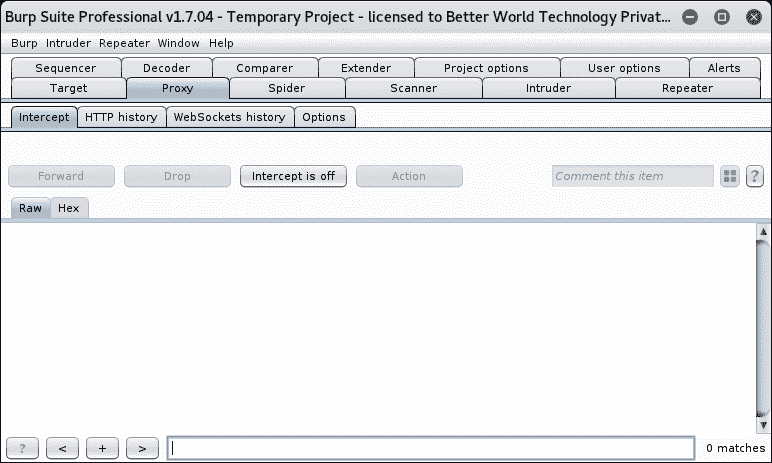 Burp Suite Professional v1.7.04 - Temporary Project - licensed to Better World Technology Privat...
Burp Intruder Repeater Window Help
Sequencer Decoder Comparer Extender Project options User options Alerts
Target Proxy Spider Scanner Intruder Repeater
Intercept HTTP history WebSockets history Options
Forward Drop Intercept is off Action Comment this item ?
Raw Hex
? < + > 0 matches